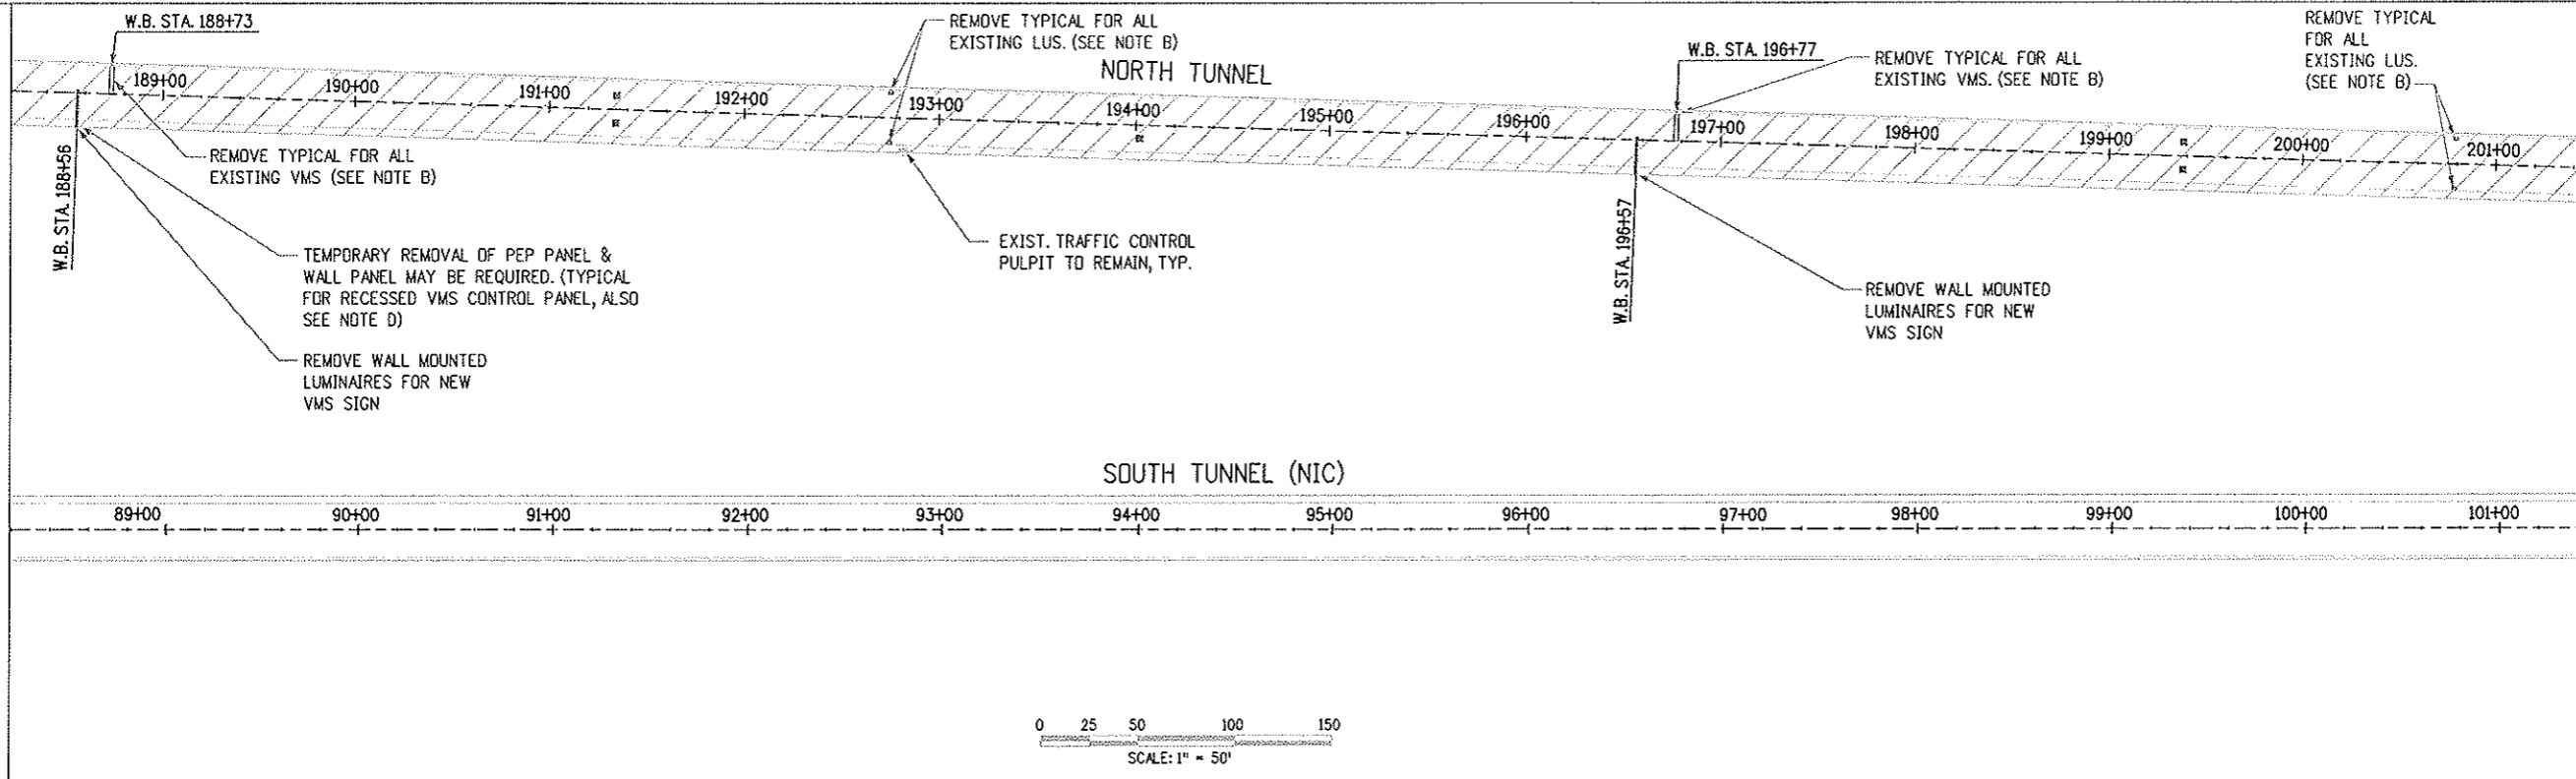 W.B. STA. 188+73
REMOVE TYPICAL FOR ALL
EXISTING LUS. (SEE NOTE B)
NORTH TUNNEL
W.B. STA. 196+77
REMOVE TYPICAL FOR ALL
EXISTING VMS. (SEE NOTE B)
REMOVE TYPICAL
FOR ALL
EXISTING LUS.
(SEE NOTE B)
189+00
190+00
191+00
192+00
193+00
194+00
195+00
196+00
197+00
198+00
199+00
200+00
201+00
W.B. STA. 188+56
REMOVE TYPICAL FOR ALL
EXISTING VMS (SEE NOTE B)
TEMPORARY REMOVAL OF PEP PANEL &
WALL PANEL MAY BE REQUIRED. (TYPICAL
FOR RECESSED VMS CONTROL PANEL, ALSO
SEE NOTE D)
REMOVE WALL MOUNTED
LUMINAIRES FOR NEW
VMS SIGN
EXIST. TRAFFIC CONTROL
PULPIT TO REMAIN, TYP.
W.B. STA. 196+57
REMOVE WALL MOUNTED
LUMINAIRES FOR NEW
VMS SIGN
SOUTH TUNNEL (NIC)
89+00
90+00
91+00
92+00
93+00
94+00
95+00
96+00
97+00
98+00
99+00
100+00
101+00
0 25 50 100 150
SCALE: 1" = 50'